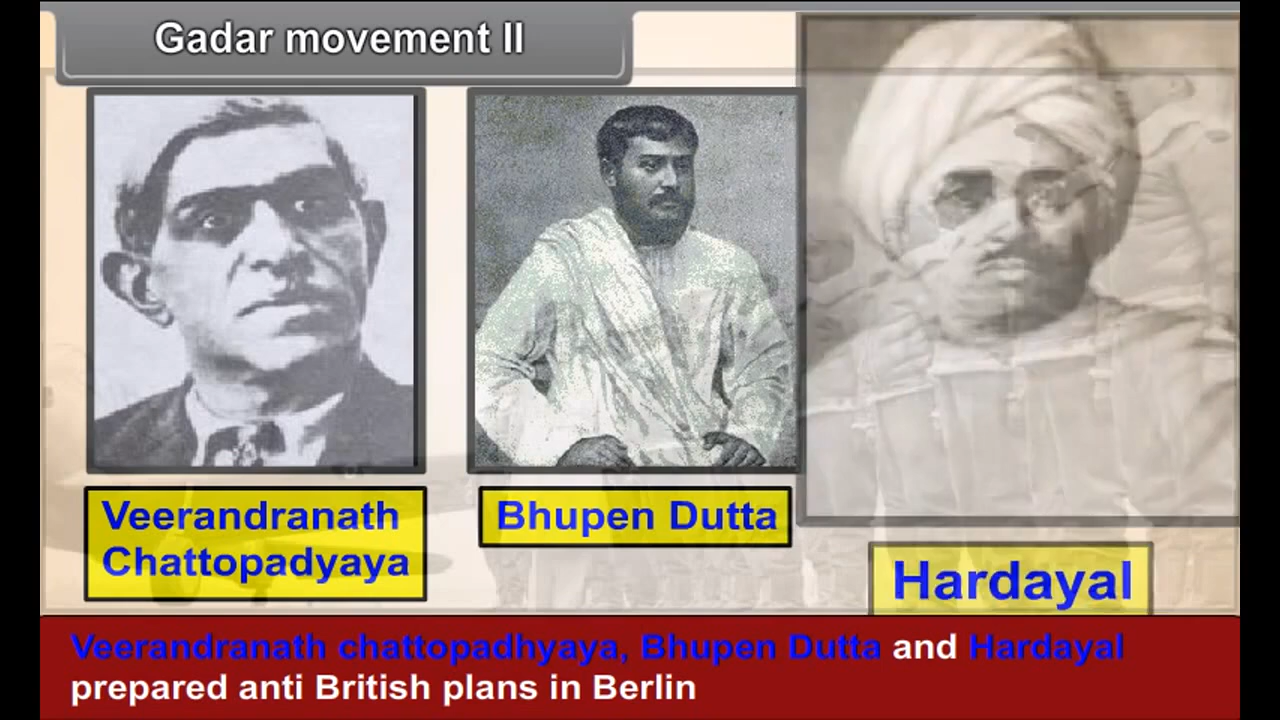 Gadar movement II
Veerandranath
Chattopadyaya
Bhupen Dutta
Hardayal
Veerandranath chattopadhyaya, Bhupen Dutta and Hardayal
prepared anti British plans in Berlin